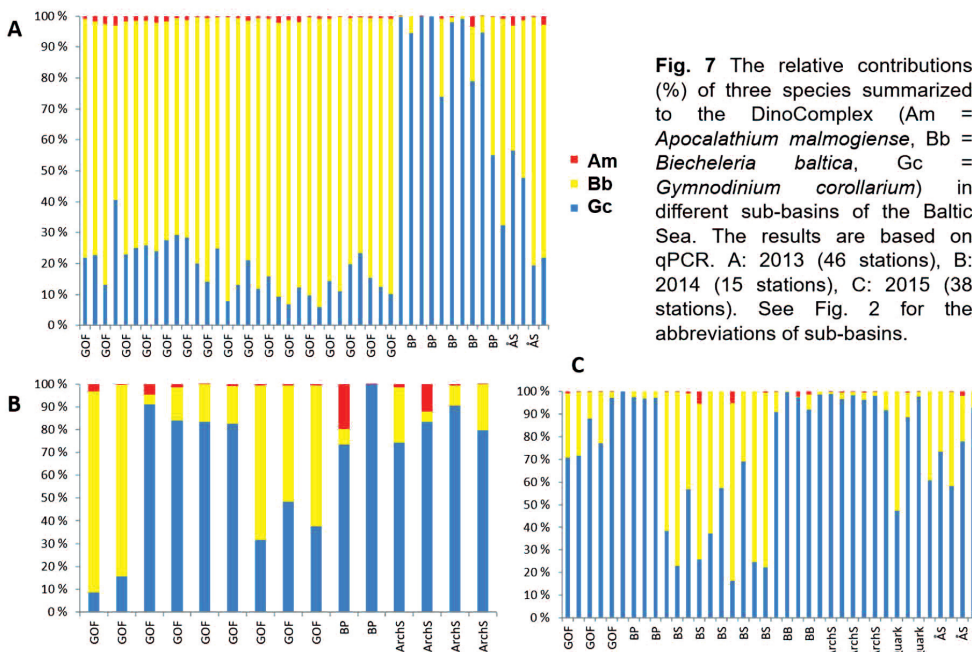 A
100 %
90 %
80 %
70 %
60 %
50 %
40 %
30 %
20 %
10 %
0 %
GOF GOF GOF GOF GOF GOF GOF GOF GOF GOF GOF GOF GOF GOF GOF GOF BP BP BP BP BP ÅS ÅS
Am
Bb
Gc
Fig. 7 The relative contributions
(%) of three species summarized
to the DinoComplex (Am =
Apocalathium malmogiense, Bb =
Biecheleria baltica, Gc =
Gymnodinium corollarium) in
different sub-basins of the Baltic
Sea. The results are based on
qPCR. A: 2013 (46 stations), B:
2014 (15 stations), C: 2015 (38
stations). See Fig. 2 for the
abbreviations of sub-basins.
B
100 %
90 %
80 %
70 %
60 %
50 %
40 %
30 %
20 %
10 %
0 %
GOF GOF GOF GOF GOF GOF GOF GOF GOF BP BP ArchS ArchS ArchS ArchS
C
100 %
90 %
80 %
70 %
60 %
50 %
40 %
30 %
20 %
10 %
0 %
GOF GOF GOF BP BP BS BS BS BS BS BB BB rchS rchS rchS uark uark ÅS ÅS